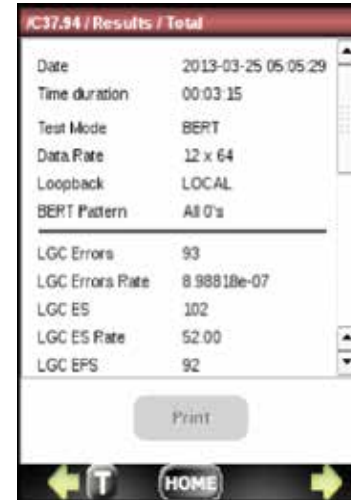 /C37.94 / Results / Total
Date 2013-03-25 05:05:29
Time duration 00:03:15
Test Mode BERT
Data Rate 12 x 64
Loopback LOCAL
BERT Pattern All 0's
LGC Errors 93
LGC Errors Rate 8.98818e-07
LGC ES 102
LGC ES Rate 52.00
LGC EFS 92
Print
T HOME